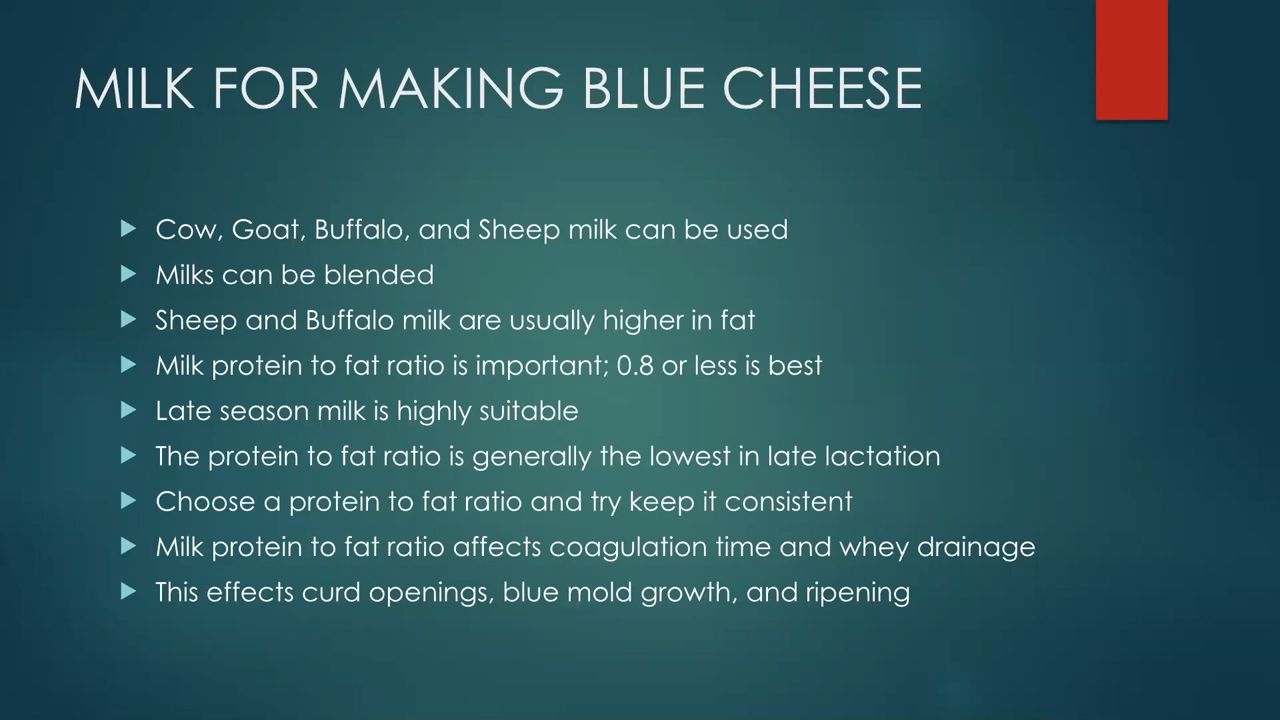 MILK FOR MAKING BLUE CHEESE
Cow, Goat, Buffalo, and Sheep milk can be used
Milks can be blended
Sheep and Buffalo milk are usually higher in fat
Milk protein to fat ratio is important; 0.8 or less is best
Late season milk is highly suitable
The protein to fat ratio is generally the lowest in late lactation
Choose a protein to fat ratio and try keep it consistent
Milk protein to fat ratio affects coagulation time and whey drainage
This effects curd openings, blue mold growth, and ripening